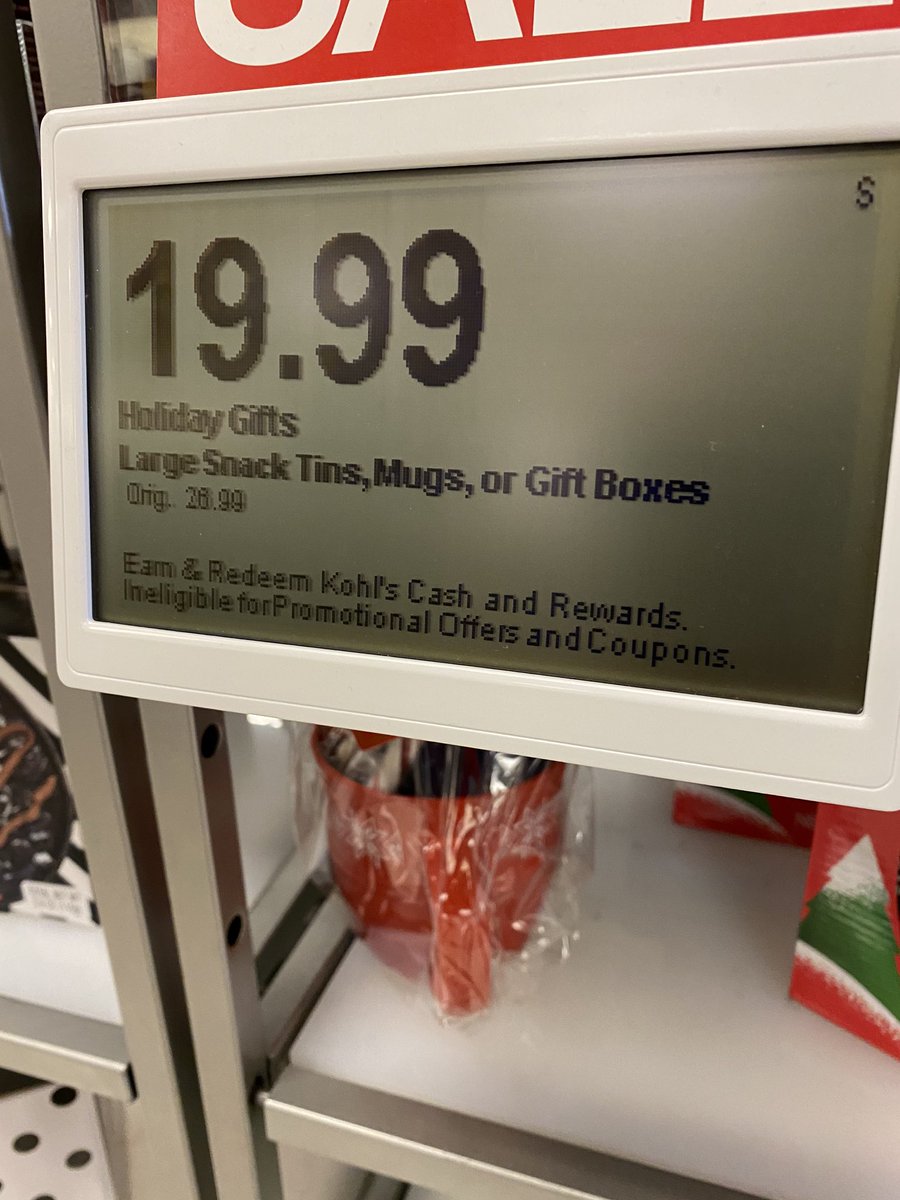 SALE
S
19.99
Holiday Gifts
Large Snack Tins, Mugs, or Gift Boxes
Orig. 26.99
Earn & Redeem Kohl's Cash and Rewards.
Ineligible for Promotional Offers and Coupons.